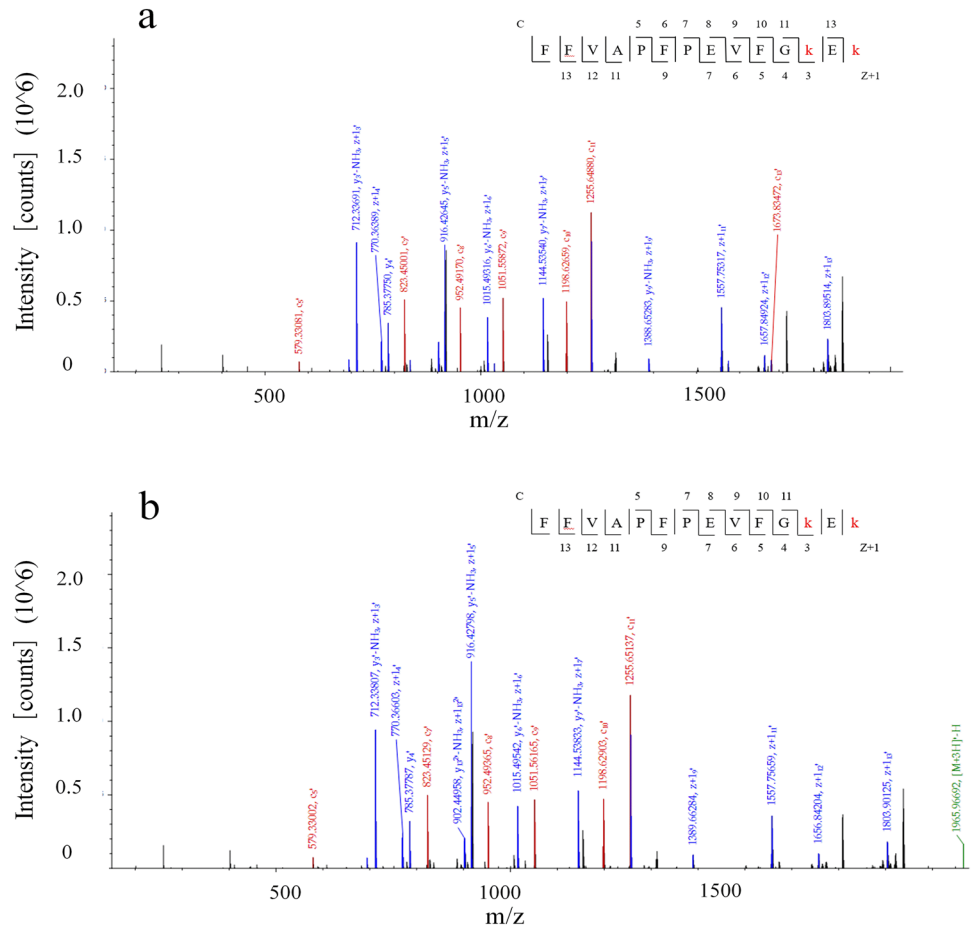 a
C 5 6 7 8 9 10 11 13
F F V A P F P E V F G k E k
13 12 11 9 7 6 5 4 3 Z+1
Intensity [counts] (10^6)
2.0
1.5
1.0
0.5
0
712.33691, y₃'-NH₃, z+1₃'
770.36389, z+1₄'
785.37750, y₄'
916.42645, y₅'-NH₃, z+1₅'
1015.49316 y₆'-NH₃, z+1₆'
1144.53540, y₇'-NH₃, z+1₇'
1255.64880, c₁₁'
1388.65283, y₉'-NH₃, z+1₉'
1557.75317, z+1₁₁'
1657.84924, z+1₁₂'
1673.83472, c₁₃'
1803.89514, z+1₁₃'
579.33081, c₅'
823.45001, c₇'
952.49170, c₈'
1051.55872, c₉'
1198.62659, c₁₀'
500 1000 1500
m/z
b
C 5 7 8 9 10 11
F F V A P F P E V F G k E k
13 12 11 9 7 6 5 4 3 Z+1
Intensity [counts] (10^6)
2.0
1.5
1.0
0.5
0
712.33807, y₃'-NH₃, z+1₃'
770.36603, z+1₄'
785.37787, y₄'
823.45129, c₇'
902.44958, y₁₃²⁺-NH₃, z+1₁₃²⁺
916.42798, y₅'-NH₃, z+1₅'
952.49365, c₈'
1015.49542, y₆'-NH₃, z+1₆'
1051.56165, c₉'
1144.53833, y₇'-NH₃, z+1₇'
1198.62903, c₁₀'
1255.65137, c₁₁'
1389.66284, z+1₉'
1557.75659, z+1₁₁'
1656.84204, z+1₁₂'
1803.90125, z+1₁₃'
1965.96692, [M+3H]⁺-H
579.33002, c₅'
500 1000 1500
m/z